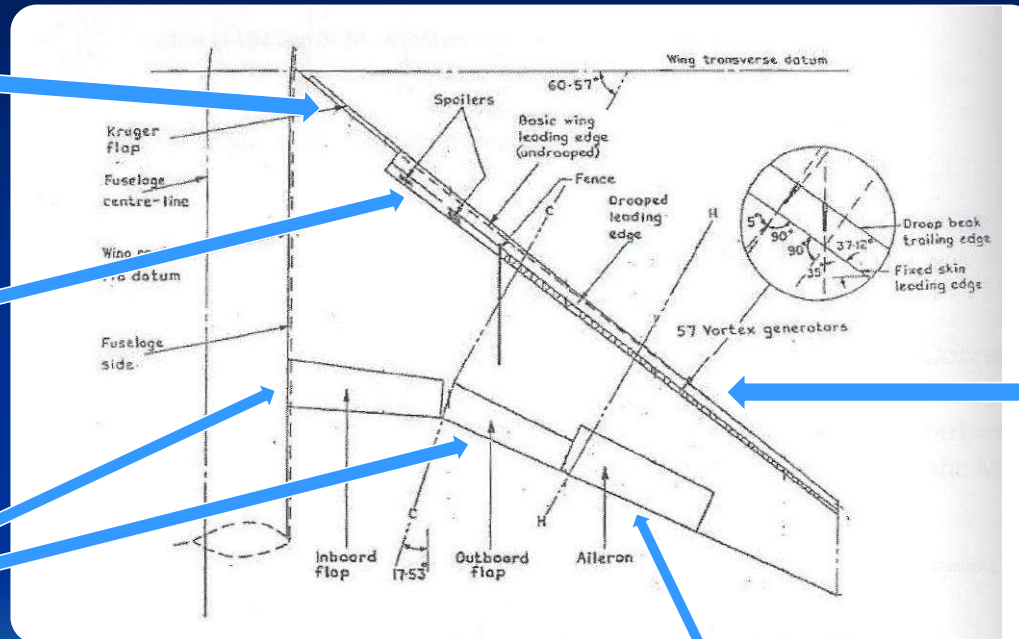 Wing transverse datum
60·57°
Spoilers
Kruger
flap
Basic wing
leading edge
(undrooped)
Fuselage
centre-line
Fence
Drooped
leading
edge
C
H
5°
90°
90°
37·12°
35
Droop beak
trailing edge
Fixed skin
leading edge
Wing
datum
57 Vortex generators
Fuselage
side
C
H
17·53°
Inboard
flap
Outboard
flap
Aileron